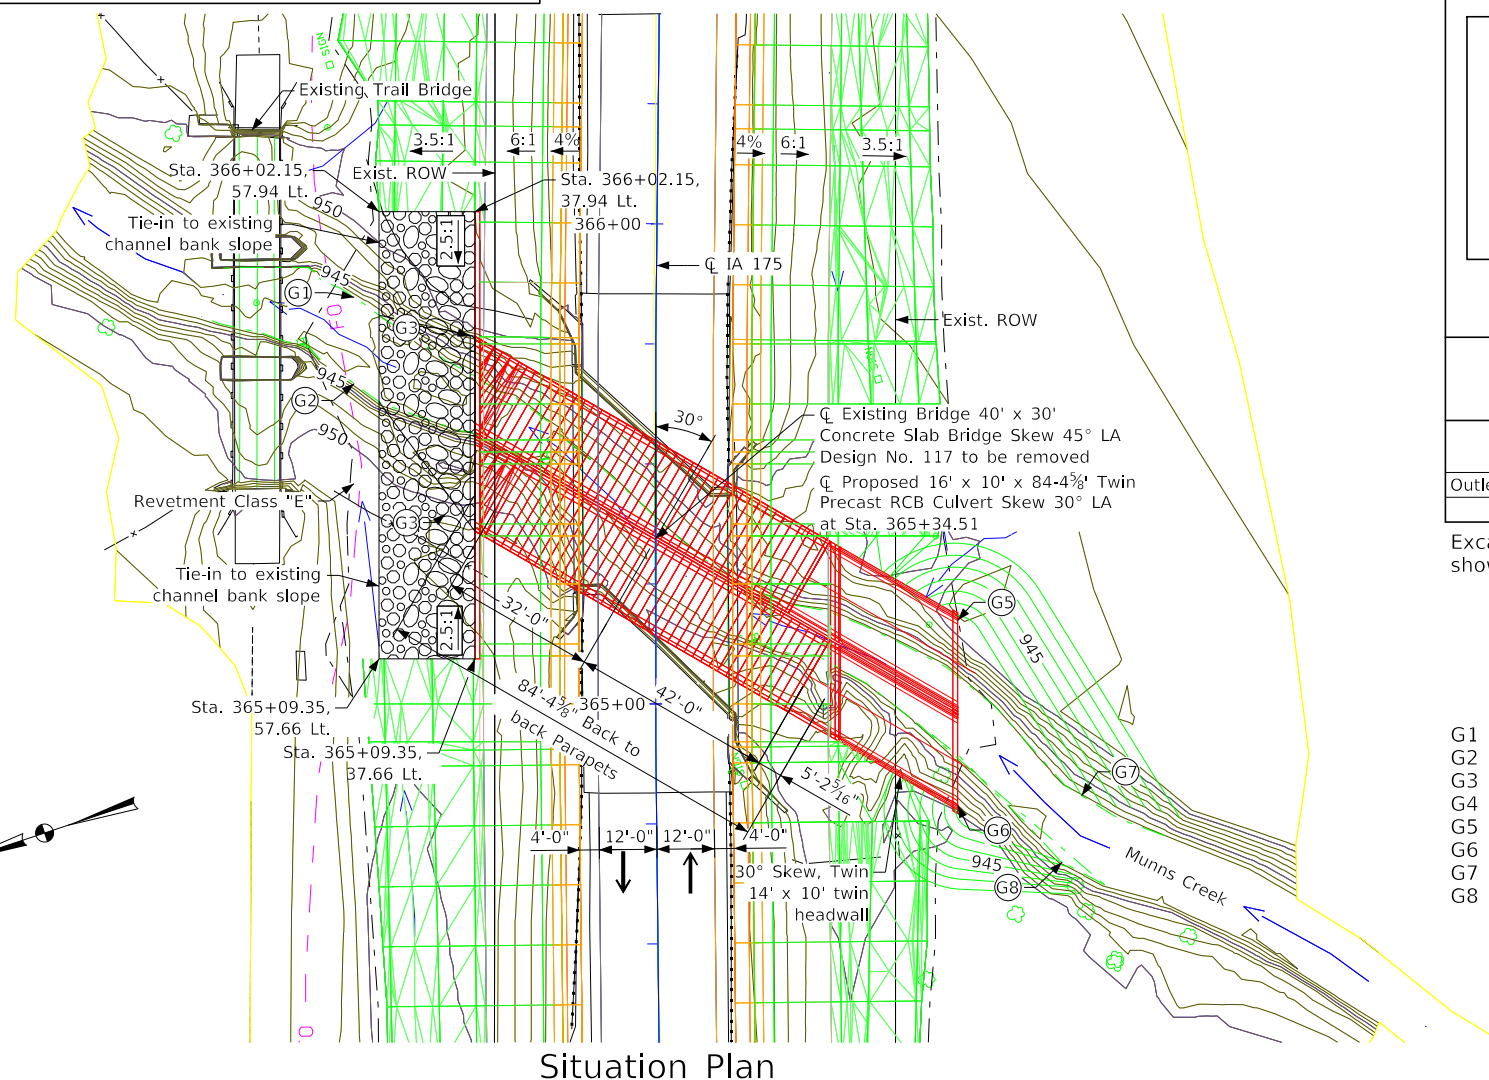 SIGN
Existing Trail Bridge
3.5:1
6:1
4%
4%
6:1
3.5:1
Sta. 366+02.15,
57.94 Lt.
Exist. ROW
Sta. 366+02.15,
37.94 Lt.
950
366+00
Tie-in to existing
channel bank slope
2.5:1
℄ IA 175
945
G1
FO
G3
Exist. ROW
SIGN
945
G2
30°
℄ Existing Bridge 40' x 30'
Concrete Slab Bridge Skew 45° LA
Design No. 117 to be removed
950
℄ Proposed 16' x 10' x 84-4⅝' Twin
Precast RCB Culvert Skew 30° LA
at Sta. 365+34.51
Revetment Class "E"
G3
Outle
Exca
show
Tie-in to existing
channel bank slope
32'-0"
2.5:1
G5
945
Sta. 365+09.35,
57.66 Lt.
84'-4⅝" Back to
back Parapets
365+00
42'-0"
Sta. 365+09.35,
37.66 Lt.
5'-2 5/16"
G7
G1
G2
G3
G4
G5
G6
G7
G8
4'-0"
12'-0"
12'-0"
4'-0"
G6
945
G8
Munns Creek
30° Skew, Twin
14' x 10' twin
headwall
Situation Plan